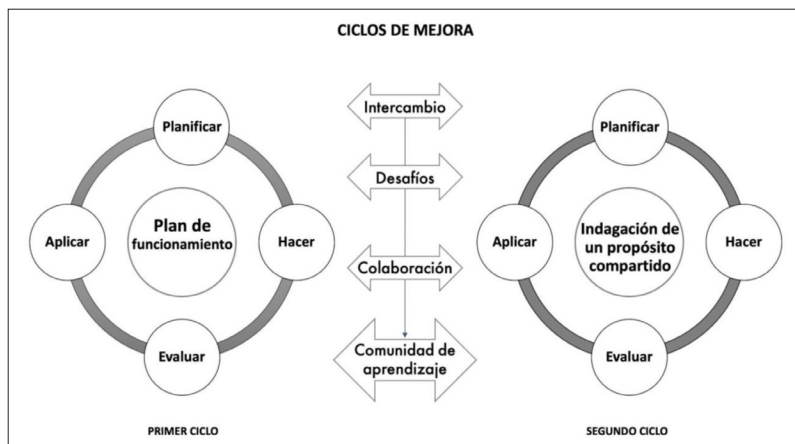 CICLOS DE MEJORA
Planificar
Aplicar
Plan de
funcionamiento
Hacer
Evaluar
PRIMER CICLO
Intercambio
Desafíos
Colaboración
Comunidad de
aprendizaje
Planificar
Aplicar
Indagación de
un propósito
compartido
Hacer
Evaluar
SEGUNDO CICLO